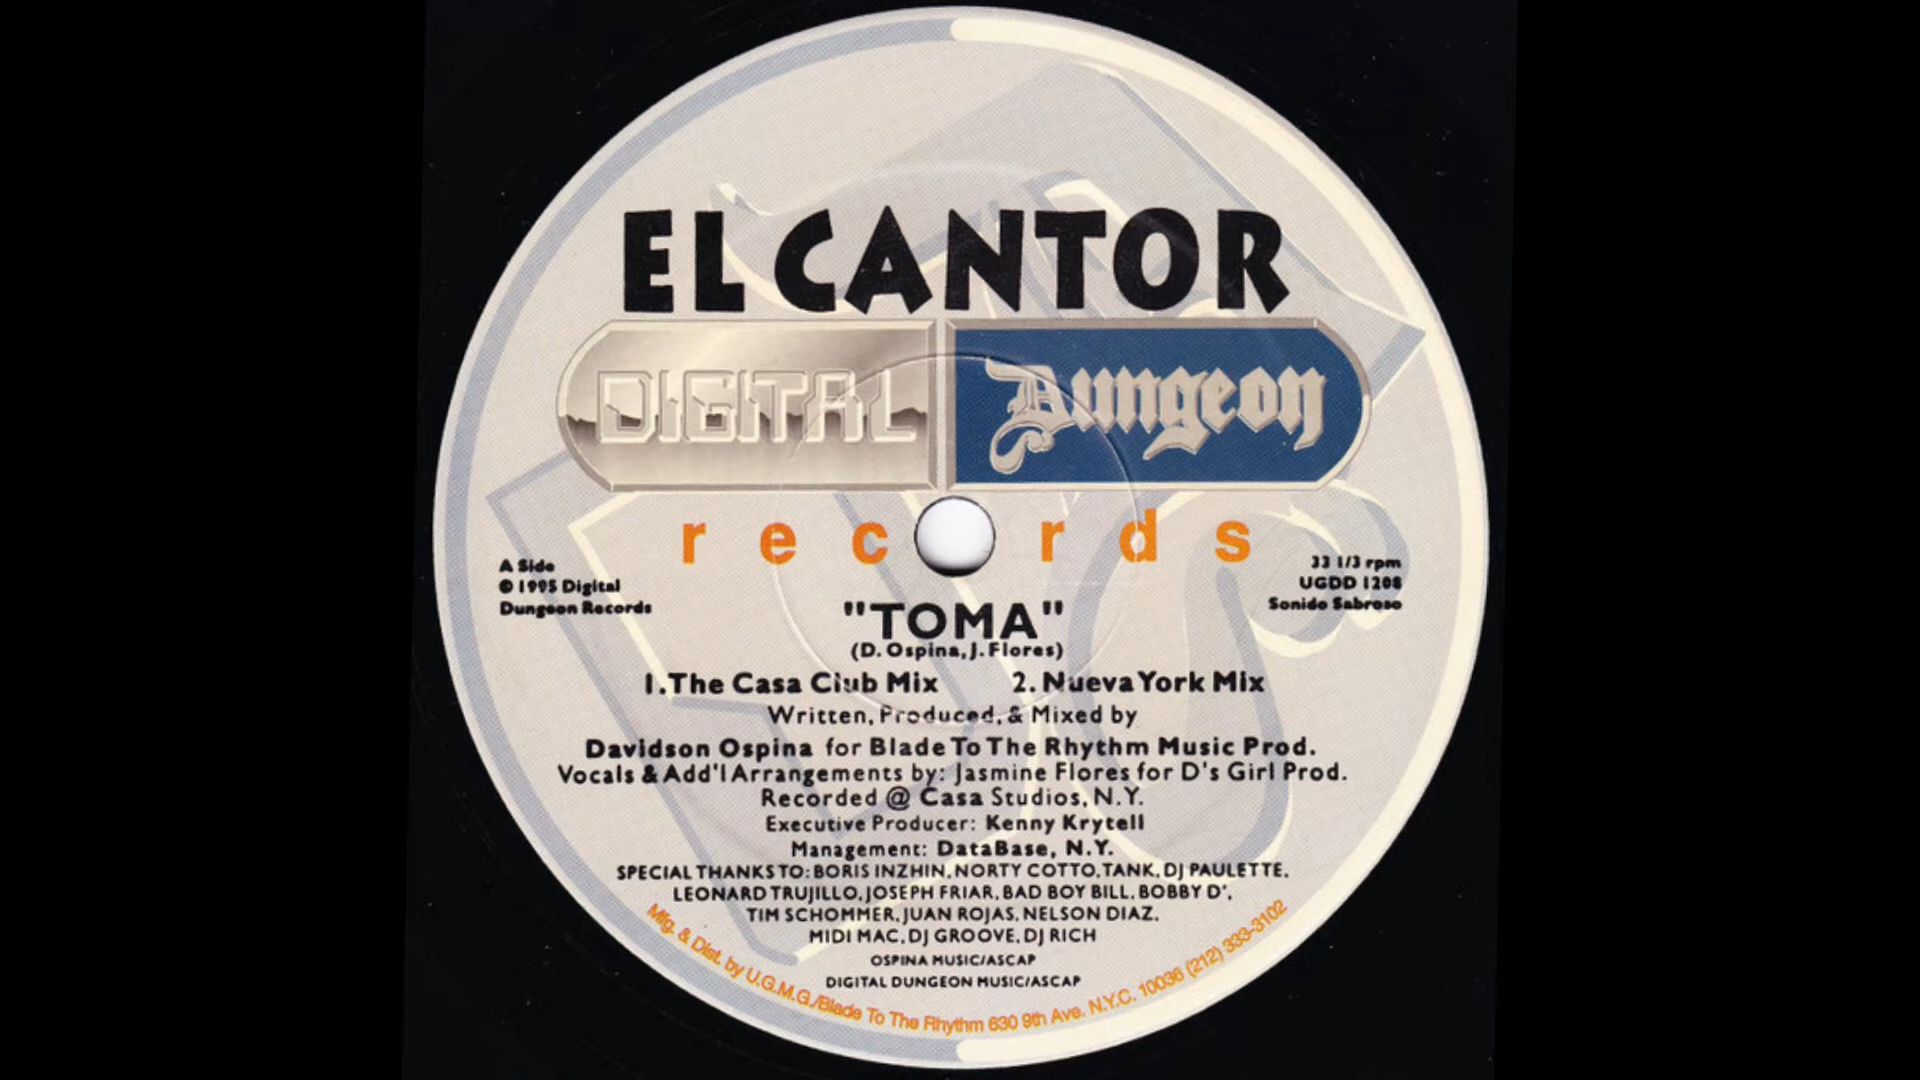 EL CANTOR
DIGITAL Dungeon
records
A Side
© 1995 Digital
Dungeon Records
33 1/3 rpm
UGDD 1208
Sonido Sabroso
"TOMA"
(D. Ospina, J. Flores)
1. The Casa Club Mix 2. Nueva York Mix
Written, Produced, & Mixed by
Davidson Ospina for Blade To The Rhythm Music Prod.
Vocals & Add'l Arrangements by: Jasmine Flores for D's Girl Prod.
Recorded @ Casa Studios, N.Y.
Executive Producer: Kenny Krytell
Management: DataBase, N.Y.
SPECIAL THANKS TO: BORIS INZHIN, NORTY COTTO, TANK, DJ PAULETTE,
LEONARD TRUJILLO, JOSEPH FRIAR, BAD BOY BILL, BOBBY D',
TIM SCHOMMER, JUAN ROJAS, NELSON DIAZ,
MIDI MAC, DJ GROOVE, DJ RICH
OSPINA MUSIC/ASCAP
DIGITAL DUNGEON MUSIC/ASCAP
Mfg. & Dist. by U.G.M.G./Blade To The Rhythm 630 9th Ave. N.Y.C. 10036 (212) 333-3102